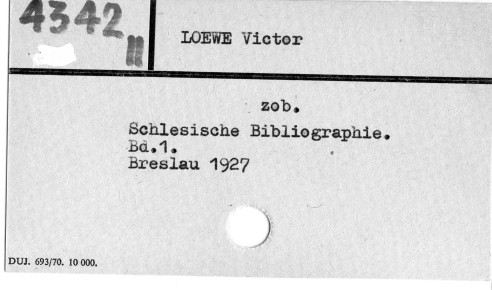 4342
II
LOEWE Victor
zob.
Schlesische Bibliographie.
Bd.1.
Breslau 1927
DUJ. 693/70. 10 000.